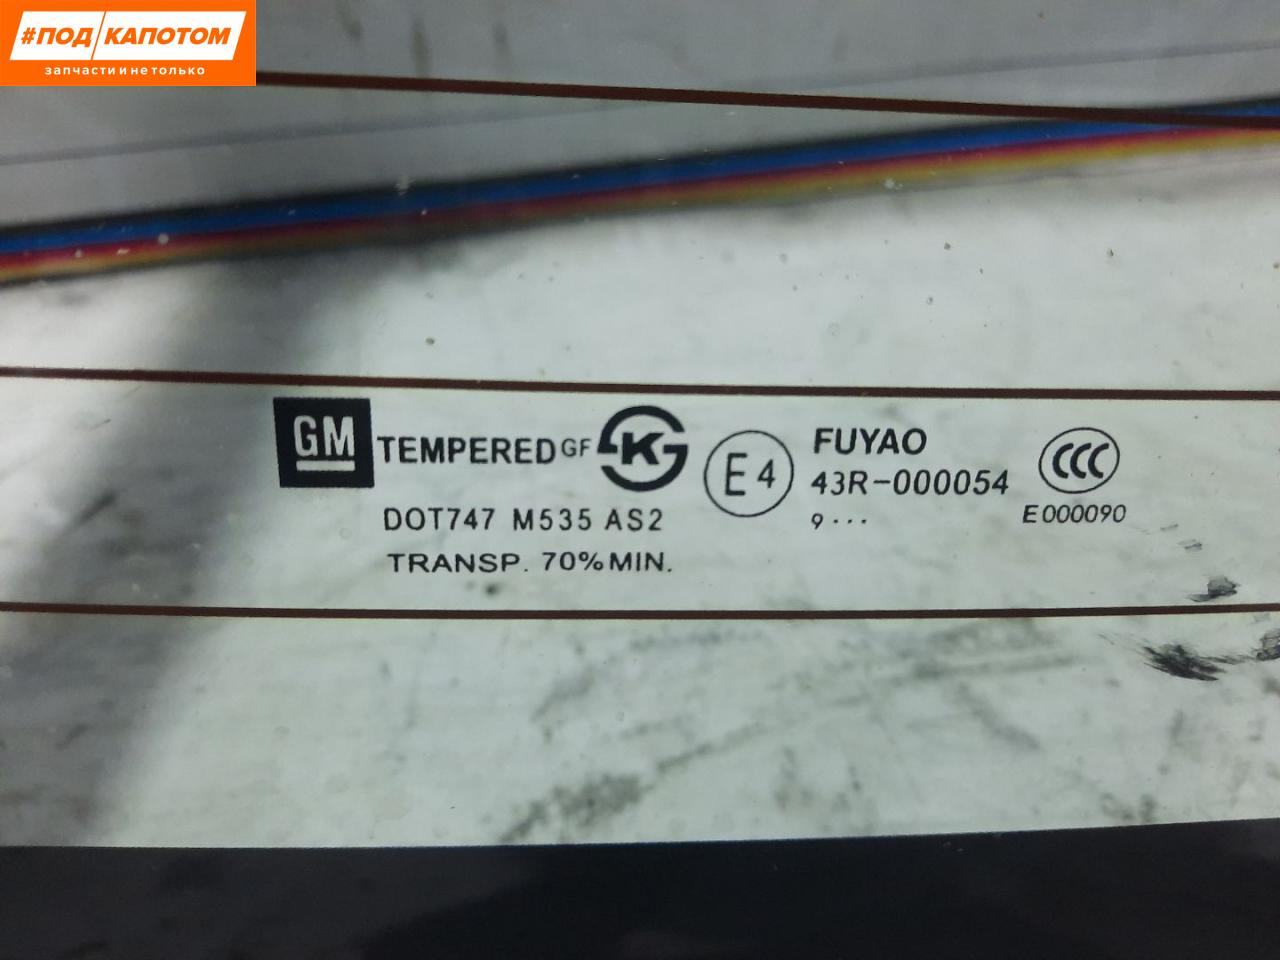 #ПОД/КАПОТОМ
запчасти и не только
GM TEMPERED GF K E4 FUYAO CCC
43R-000054
DOT747 M535 AS2 9··· E000090
TRANSP. 70% MIN.